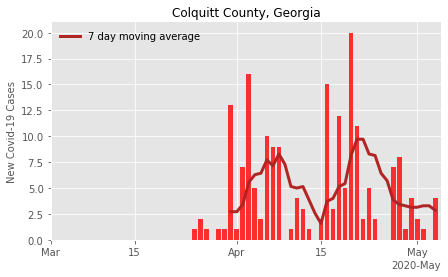 Colquitt County, Georgia
7 day moving average
New Covid-19 Cases
20.0
17.5
15.0
12.5
10.0
7.5
5.0
2.5
0.0
Mar 15 Apr 15 May
2020-May